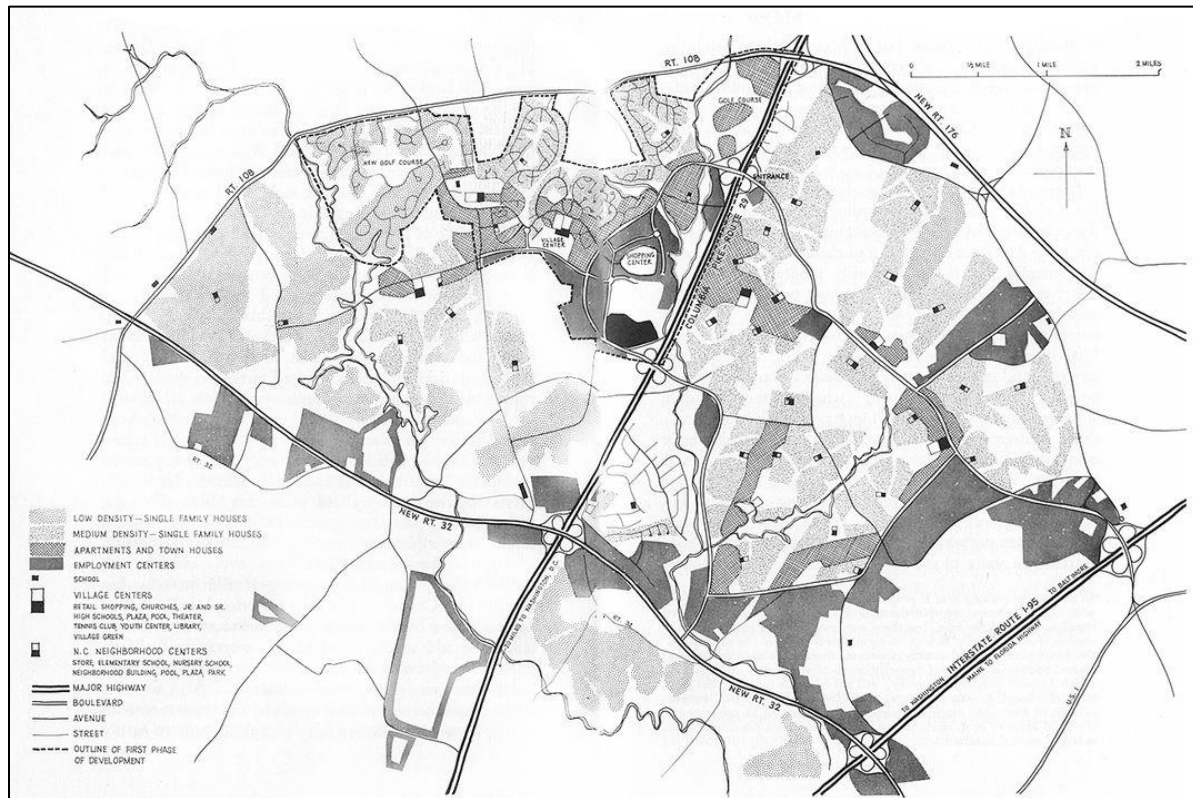 RT. 108
NEW RT. 176
0 ½ MILE 1 MILE 2 MILES
N
GOLF COURSE
NEW GOLF COURSE
RT. 108
ENTRANCE
COLUMBIA PIKE-ROUTE 29
VILLAGE
CENTER
SHOPPING
CENTER
RT. 32
NEW RT. 32
20 MILES TO WASHINGTON, D.C.
RT. 32
NEW RT. 32
TO WASHINGTON INTERSTATE ROUTE I-95 TO BALTIMORE
MAINE TO FLORIDA HIGHWAY
U.S. 1
LOW DENSITY — SINGLE FAMILY HOUSES
MEDIUM DENSITY — SINGLE FAMILY HOUSES
APARTMENTS AND TOWN HOUSES
EMPLOYMENT CENTERS
SCHOOL
VILLAGE CENTERS
RETAIL SHOPPING, CHURCHES, JR. AND SR.
HIGH SCHOOLS, PLAZA, POOL, THEATER,
TENNIS CLUB, YOUTH CENTER, LIBRARY,
VILLAGE GREEN
N.C. NEIGHBORHOOD CENTERS
STORE, ELEMENTARY SCHOOL, NURSERY SCHOOL,
NEIGHBORHOOD BUILDING, POOL, PLAZA, PARK
MAJOR HIGHWAY
BOULEVARD
AVENUE
STREET
OUTLINE OF FIRST PHASE
OF DEVELOPMENT